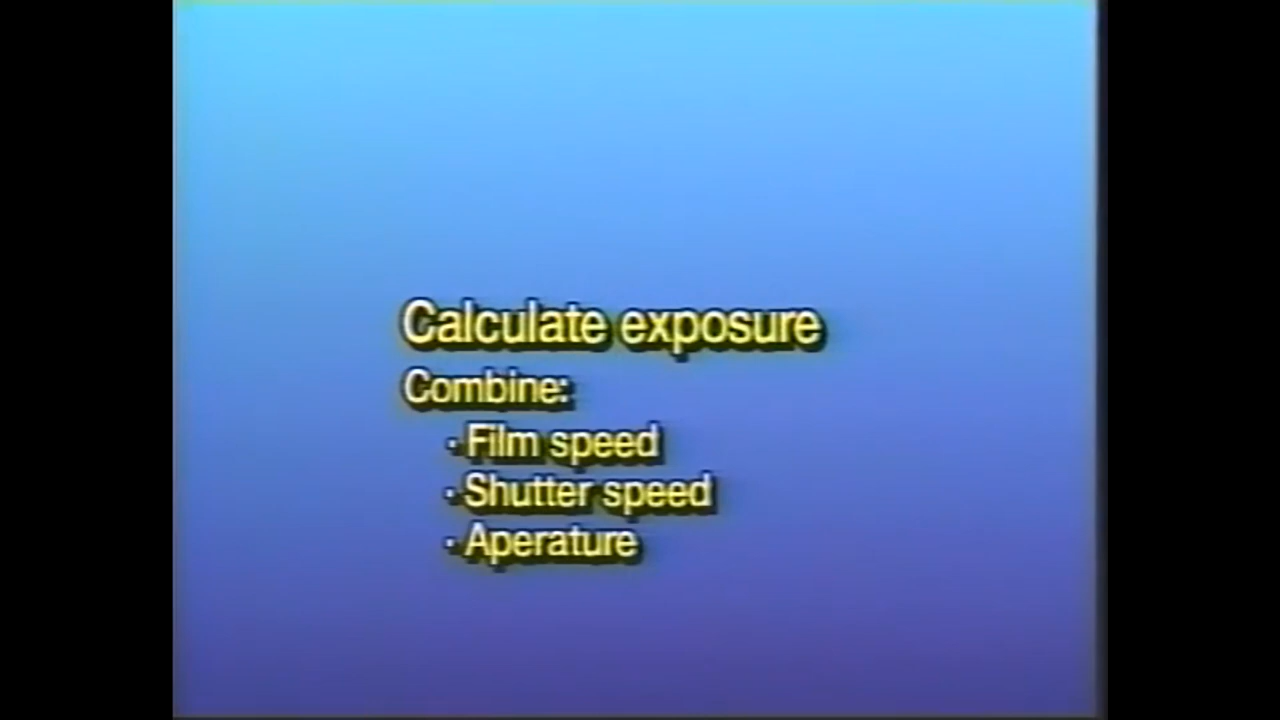 Calculate exposure
Combine:
· Film speed
· Shutter speed
· Aperature